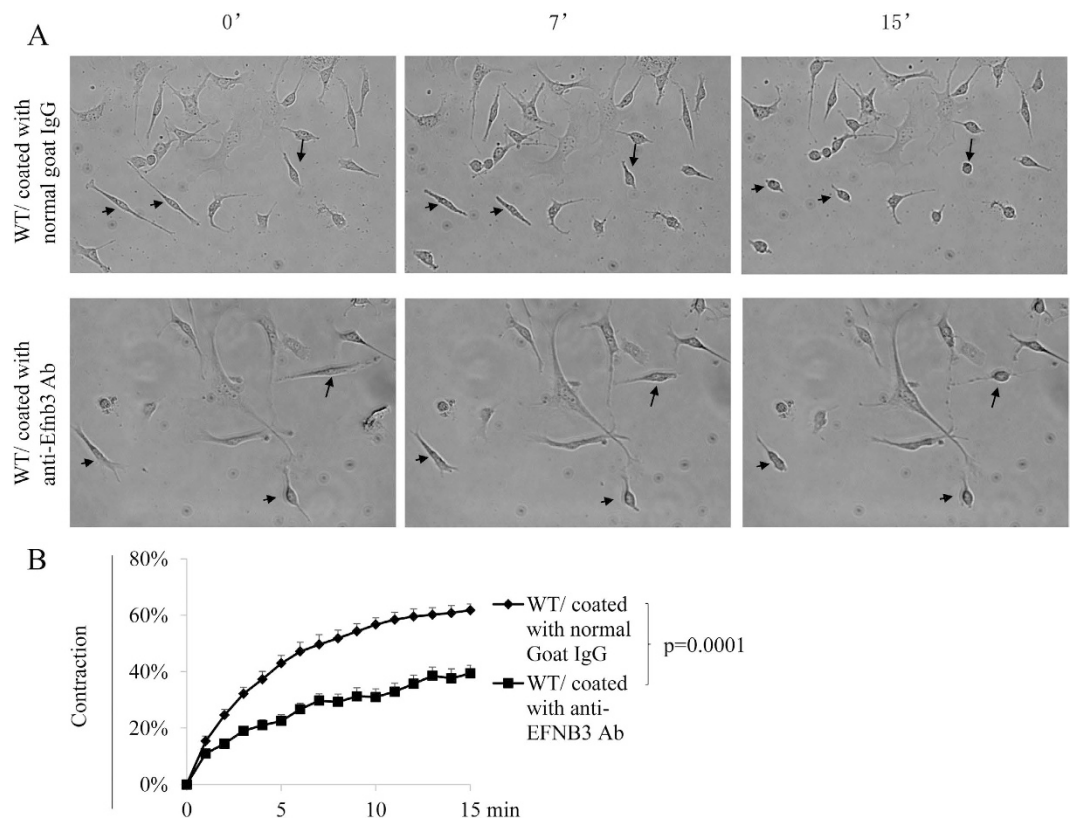 A
0’
7’
15’
WT/ coated with
normal goat IgG
WT/ coated with
anti-Efnb3 Ab
B
80%
60%
40%
20%
0%
Contraction
0
5
10
15 min
WT/ coated
with normal
Goat IgG
WT/ coated
with anti-
EFNB3 Ab
p=0.0001